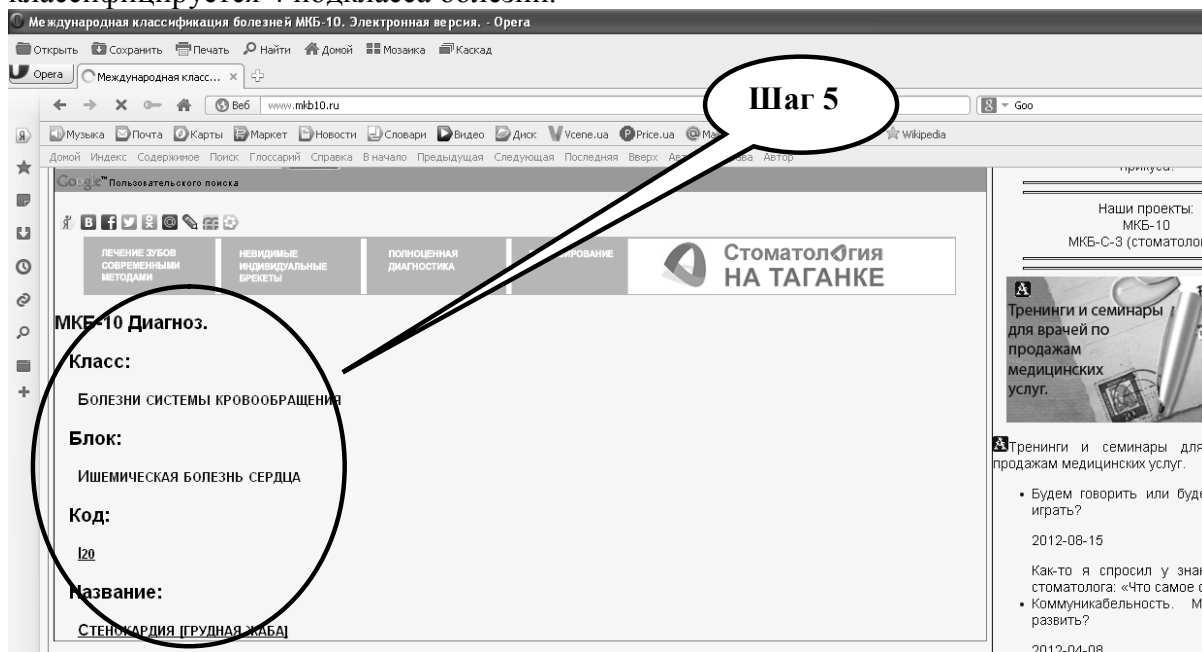 Международная классификация болезней МКБ-10. Электронная версия. - Opera
Открыть Сохранить Печать Найти Домой Мозаика Каскад
Opera Международная класс...
Шаг 5
Веб www.mkb10.ru
Goo
Музыка Почта Карты Маркет Новости Словари Видео Диск Vcene.ua Price.ua Wikipedia
Домой Индекс Содержимое Поиск Глоссарий Справка В начало Предыдущая Следующая Последняя Вверх Автор
Google™ Пользовательского поиска
ЛЕЧЕНИЕ ЗУБОВ
СОВРЕМЕННЫМИ
МЕТОДАМИ
НЕВИДИМЫЕ
ИНДИВИДУАЛЬНЫЕ
БРЕКЕТЫ
ПОЛНОЦЕННАЯ
ДИАГНОСТИКА
Стоматология
НА ТАГАНКЕ
МКБ-10 Диагноз.
Класс:
Болезни системы кровообращения
Блок:
Ишемическая болезнь сердца
Код:
I20
Название:
Стенокардия [грудная жаба]
Наши проекты:
МКБ-10
МКБ-С-3 (стоматоло
Тренинги и семинары
для врачей по
продажам
медицинских
услуг.
Тренинги и семинары для
продажам медицинских услуг.
• Будем говорить или буде
играть?
2012-08-15
Как-то я спросил у знак
стоматолога: «Что самое с
• Коммуникабельность. М
развить?
2012-04-08